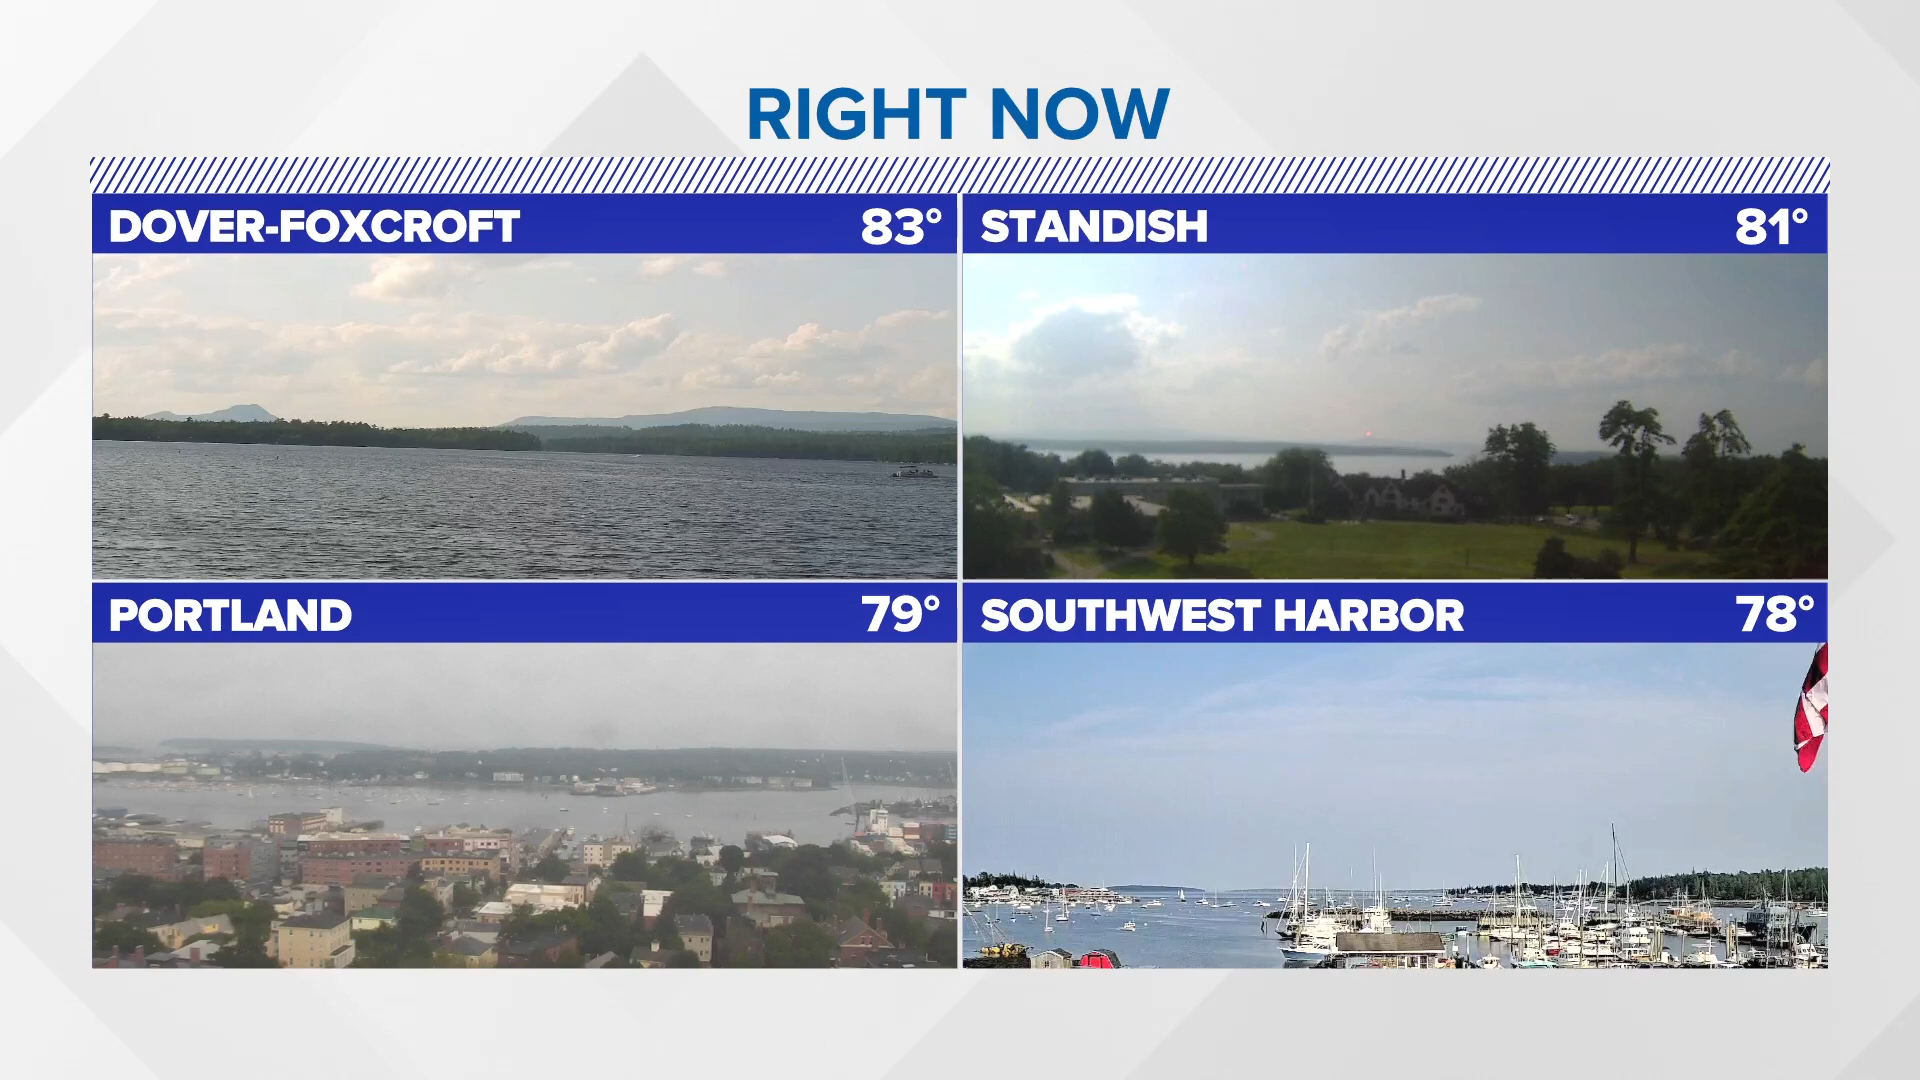 RIGHT NOW
DOVER-FOXCROFT 83°
STANDISH 81°
PORTLAND 79°
SOUTHWEST HARBOR 78°